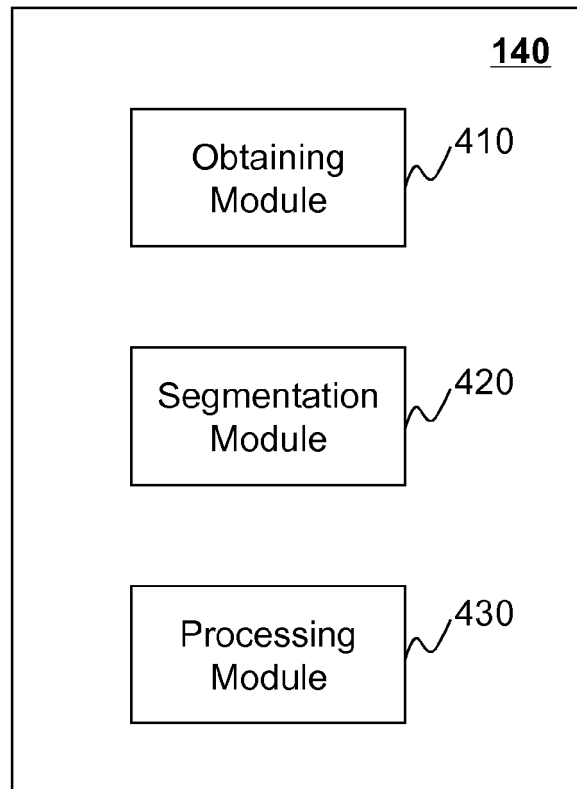 140
Obtaining
Module
410
Segmentation
Module
420
Processing
Module
430